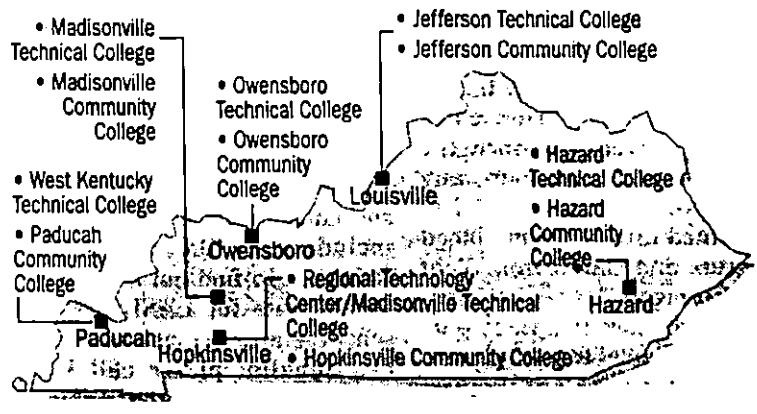 • Madisonville
Technical College
• Madisonville
Community
College
• Jefferson Technical College
• Jefferson Community College
• Owensboro
Technical College
• Owensboro
Community
College
• West Kentucky
Technical College
• Paducah
Community
College
• Hazard
Technical College
• Hazard
Community
College
Louisville
Owensboro
• Regional Technology
Center/Madisonville Technical
College
Hazard
Paducah
Hopkinsville
• Hopkinsville Community College